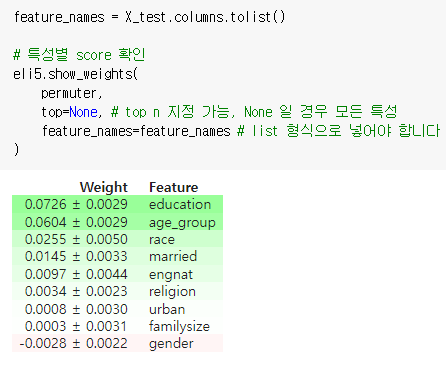 feature_names = X_test.columns.tolist()
# 특성별 score 확인
eli5.show_weights(
permuter,
top=None, # top n 지정 가능, None 일 경우 모든 특성
feature_names=feature_names # list 형식으로 넣어야 합니다
)
Weight Feature
0.0726 ± 0.0029 education
0.0604 ± 0.0029 age_group
0.0255 ± 0.0050 race
0.0145 ± 0.0033 married
0.0097 ± 0.0044 engnat
0.0034 ± 0.0023 religion
0.0008 ± 0.0030 urban
0.0003 ± 0.0031 familysize
-0.0028 ± 0.0022 gender